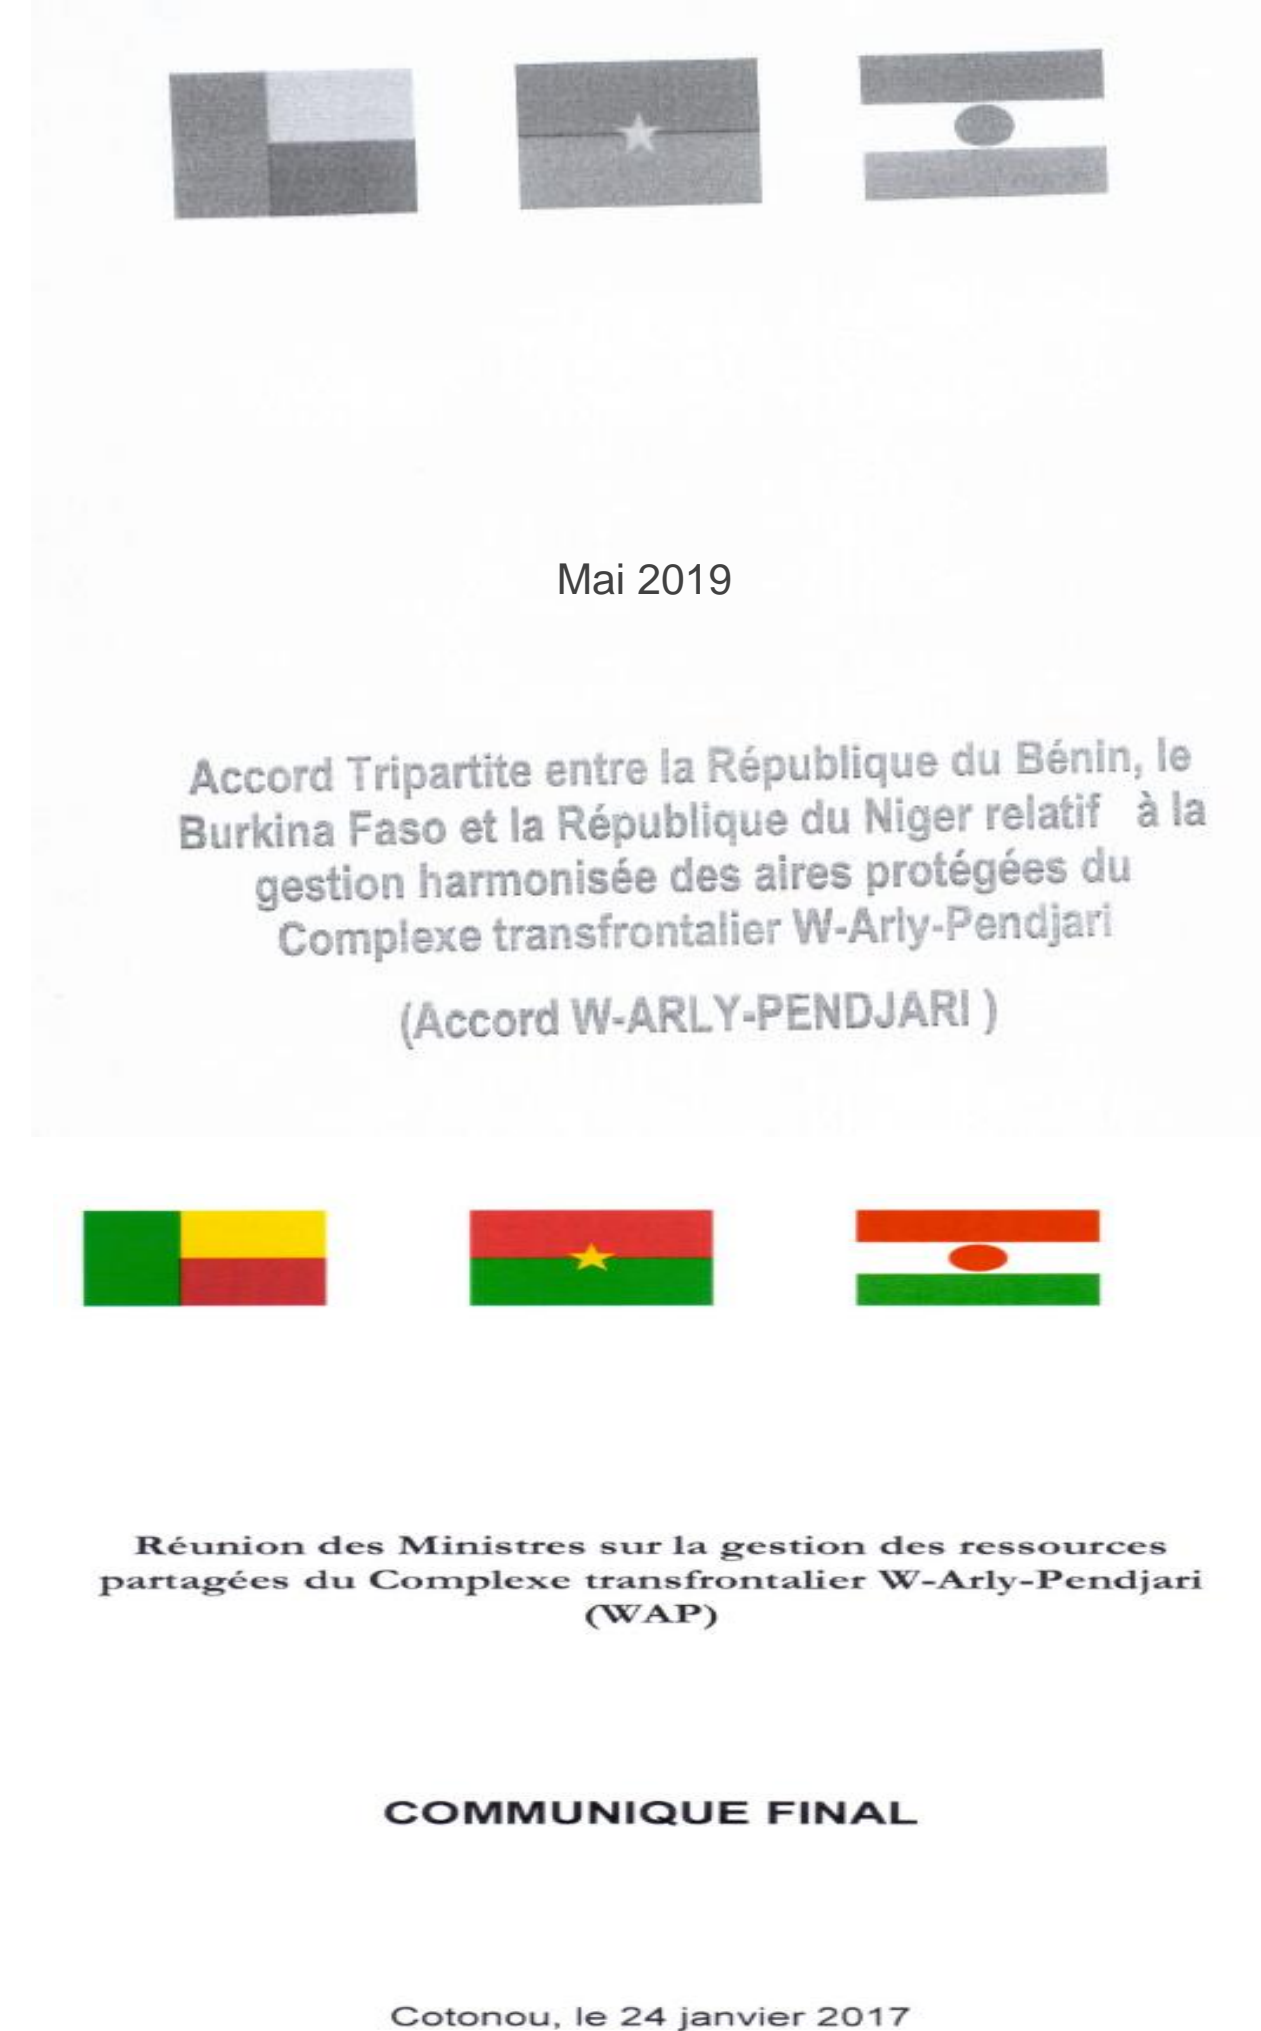 Mai 2019
Accord Tripartite entre la République du Bénin, le
Burkina Faso et la République du Niger relatif à la
gestion harmonisée des aires protégées du
Complexe transfrontalier W-Arly-Pendjari
(Accord W-ARLY-PENDJARI )
Réunion des Ministres sur la gestion des ressources
partagées du Complexe transfrontalier W-Arly-Pendjari
(WAP)
COMMUNIQUE FINAL
Cotonou, le 24 janvier 2017